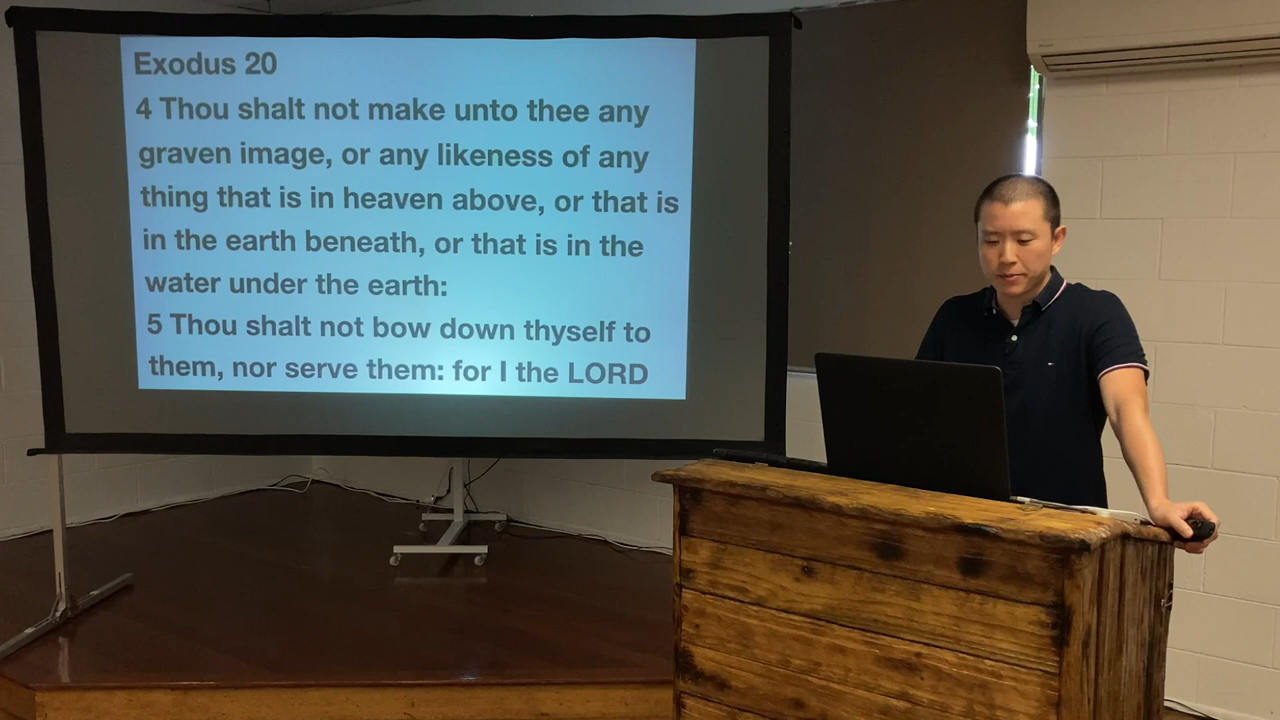 Exodus 20
4 Thou shalt not make unto thee any
graven image, or any likeness of any
thing that is in heaven above, or that is
in the earth beneath, or that is in the
water under the earth:
5 Thou shalt not bow down thyself to
them, nor serve them: for I the LORD